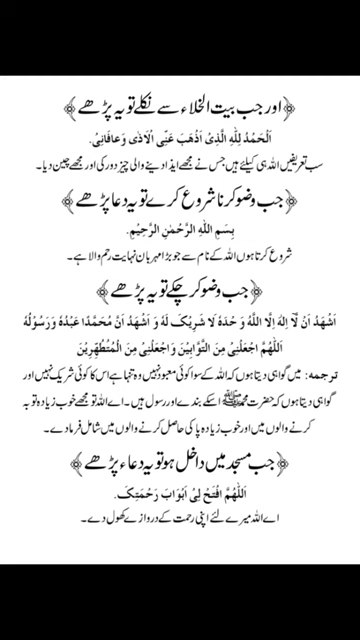 ﴿اور جب بیت الخلاء سے نکلے تو یہ پڑھے﴾
اَلْحَمْدُ لِلّٰهِ الَّذِیْ اَذْهَبَ عَنِّی الْاَذٰی وَعَافَانِیْ.
سب تعریفیں اللہ ہی کیلئے ہیں جس نے مجھے ایذا دینے والی چیز دور کی اور مجھے چین دیا۔
﴿جب وضو کرنا شروع کرے تو یہ دعا پڑھے﴾
بِسْمِ اللّٰهِ الرَّحْمٰنِ الرَّحِیْمِ.
شروع کرتا ہوں اللہ کے نام سے جو بڑا مہربان نہایت رحم والا ہے۔
﴿جب وضو کر چکے تو یہ پڑھے﴾
اَشْهَدُ اَنْ لَّآ اِلٰهَ اِلَّا اللّٰهُ وَحْدَهٗ لَا شَرِیْکَ لَهٗ وَ اَشْهَدُ اَنَّ مُحَمَّدًا عَبْدُهٗ وَرَسُوْلُهٗ
اَللّٰهُمَّ اجْعَلْنِیْ مِنَ التَّوَّابِیْنَ وَاجْعَلْنِیْ مِنَ الْمُتَطَهِّرِیْنَ
ترجمہ: میں گواہی دیتا ہوں کہ اللہ کے سوا کوئی معبود نہیں وہ تنہا ہے اس کا کوئی شریک نہیں اور
گواہی دیتا ہوں کہ حضرت محمد ﷺ اسکے بندے اور رسول ہیں۔ اے اللہ تو مجھے خوب زیادہ توبہ
کرنے والوں میں اور خوب زیادہ پاکی حاصل کرنے والوں میں شامل فرما دے۔
﴿جب مسجد میں داخل ہو تو یہ دعاء پڑھے﴾
اَللّٰهُمَّ افْتَحْ لِیْ اَبْوَابَ رَحْمَتِکَ.
اے اللہ میرے لئے اپنی رحمت کے دروازے کھول دے۔